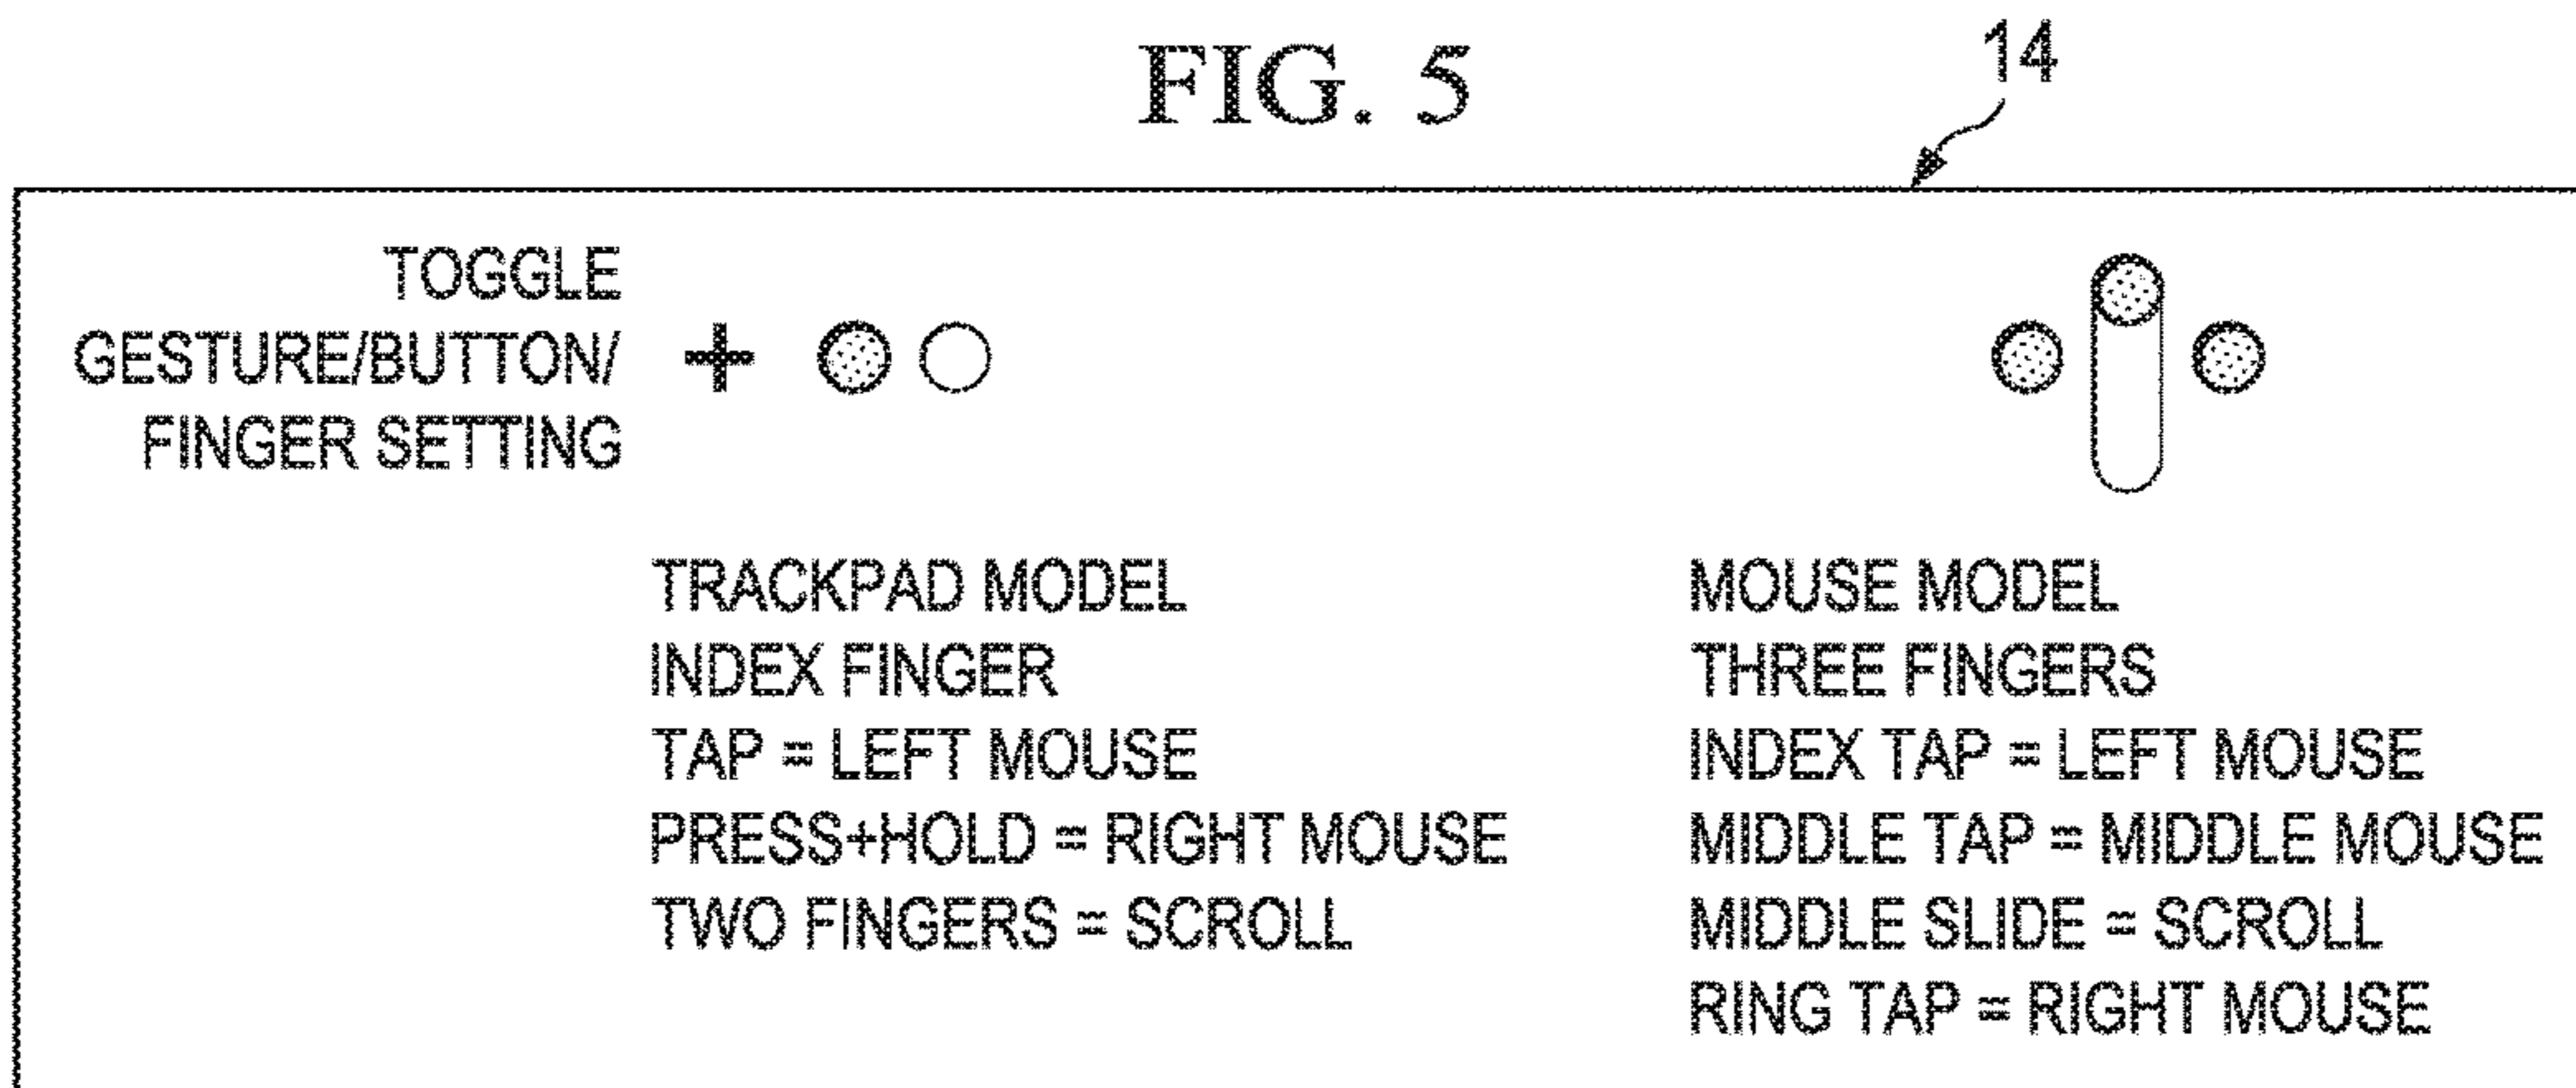 FIG. 5
14
TOGGLE
GESTURE/BUTTON/
FINGER SETTING
TRACKPAD MODEL
INDEX FINGER
TAP = LEFT MOUSE
PRESS+HOLD = RIGHT MOUSE
TWO FINGERS = SCROLL
MOUSE MODEL
THREE FINGERS
INDEX TAP = LEFT MOUSE
MIDDLE TAP = MIDDLE MOUSE
MIDDLE SLIDE = SCROLL
RING TAP = RIGHT MOUSE